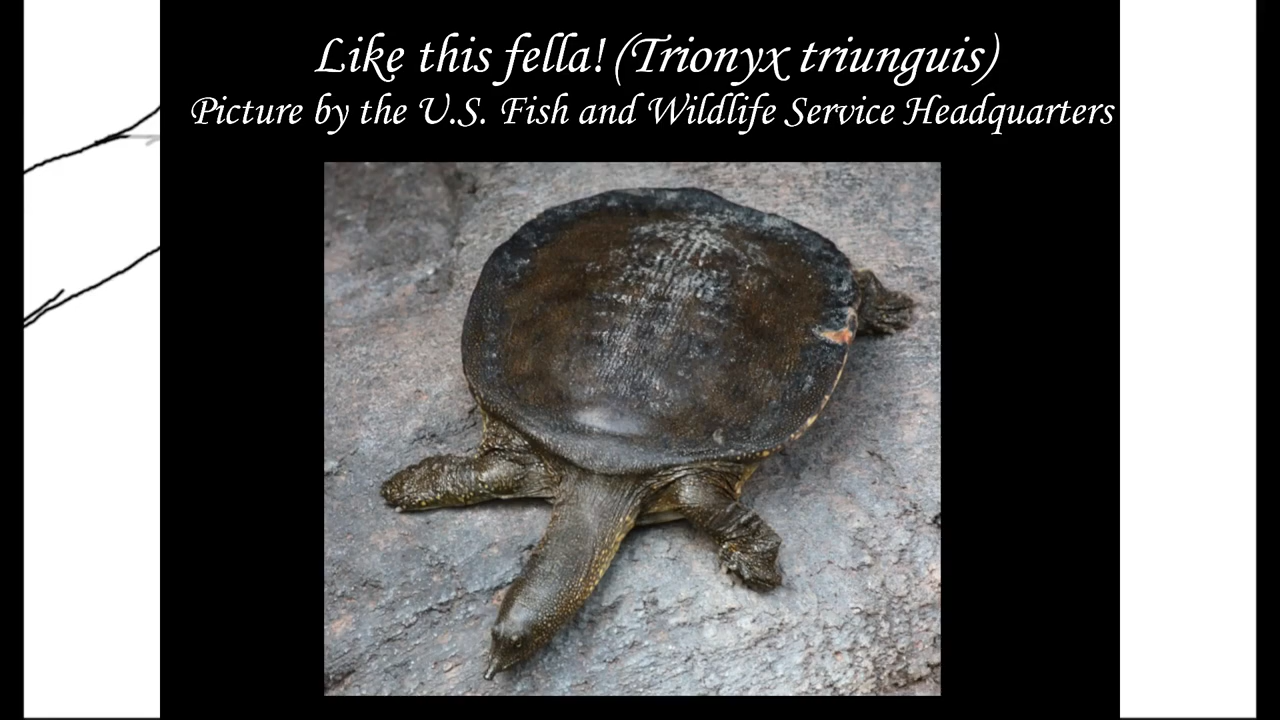 Like this fella! (Trionyx triunguis)
Picture by the U.S. Fish and Wildlife Service Headquarters